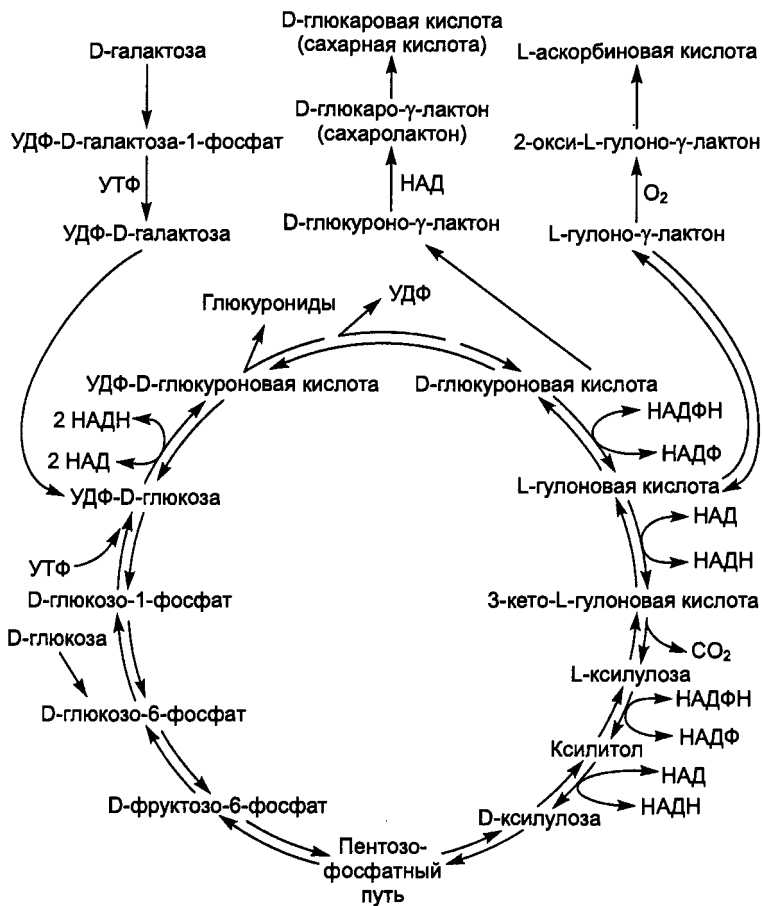 D-глюкаровая кислота
(сахарная кислота)
D-галактоза
L-аскорбиновая кислота
D-глюкаро-γ-лактон
(сахаролактон)
УДФ-D-галактоза-1-фосфат
2-окси-L-гулоно-γ-лактон
УТФ
НАД
O₂
D-глюкуроно-γ-лактон
УДФ-D-галактоза
L-гулоно-γ-лактон
Глюкурониды
УДФ
УДФ-D-глюкуроновая кислота
D-глюкуроновая кислота
2 НАДН
НАДФН
2 НАД
НАДФ
УДФ-D-глюкоза
L-гулоновая кислота
НАД
УТФ
НАДН
D-глюкозо-1-фосфат
3-кето-L-гулоновая кислота
D-глюкоза
CO₂
L-ксилулоза
НАДФН
D-глюкозо-6-фосфат
НАДФ
Ксилитол
НАД
D-фруктозо-6-фосфат
НАДН
D-ксилулоза
Пентозо-
фосфатный
путь